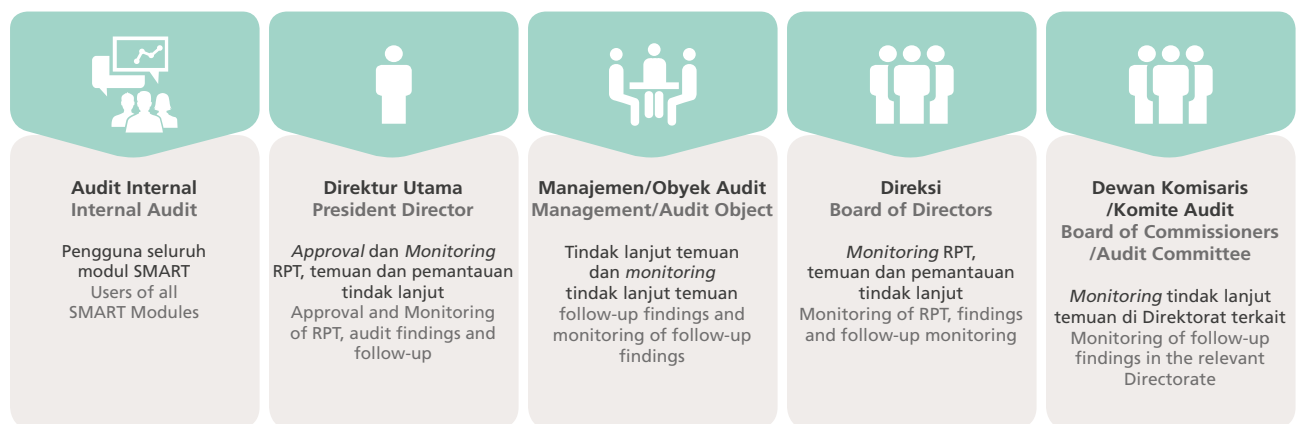 Audit Internal
Internal Audit
Pengguna seluruh
modul SMART
Users of all
SMART Modules
Direktur Utama
President Director
Approval dan Monitoring
RPT, temuan dan pemantauan
tindak lanjut
Approval and Monitoring
of RPT, audit findings and
follow-up
Manajemen/Obyek Audit
Management/Audit Object
Tindak lanjut temuan
dan monitoring
tindak lanjut temuan
follow-up findings and
monitoring of follow-up
findings
Direksi
Board of Directors
Monitoring RPT,
temuan dan pemantauan
tindak lanjut
Monitoring of RPT, findings
and follow-up monitoring
Dewan Komisaris
/Komite Audit
Board of Commissioners
/Audit Committee
Monitoring tindak lanjut
temuan di Direktorat terkait
Monitoring of follow-up
findings in the relevant
Directorate